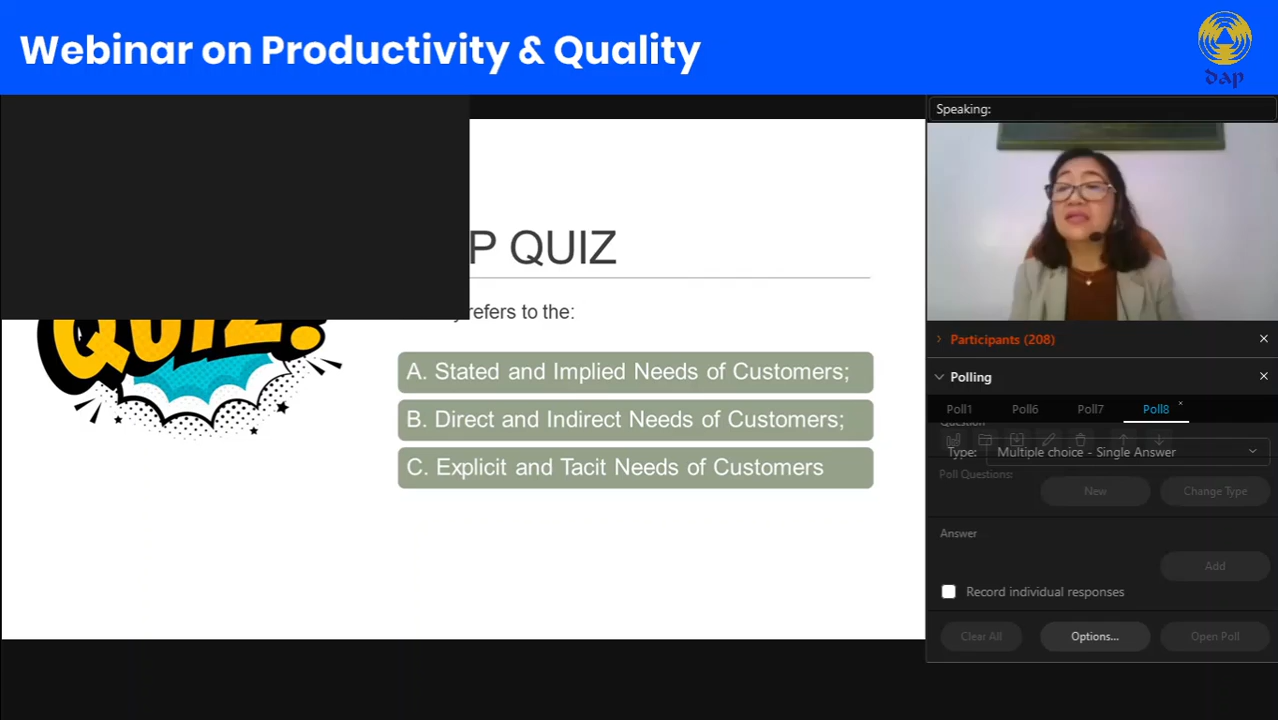 Webinar on Productivity & Quality
dap
Speaking:
P QUIZ
QUIZ!
refers to the:
A. Stated and Implied Needs of Customers;
B. Direct and Indirect Needs of Customers;
C. Explicit and Tacit Needs of Customers
Participants (208)
Polling
Poll1 Poll6 Poll7 Poll8
Question
Type: Multiple choice - Single Answer
Poll Questions:
New Change Type
Answer
Add
Record individual responses
Clear All Options... Open Poll